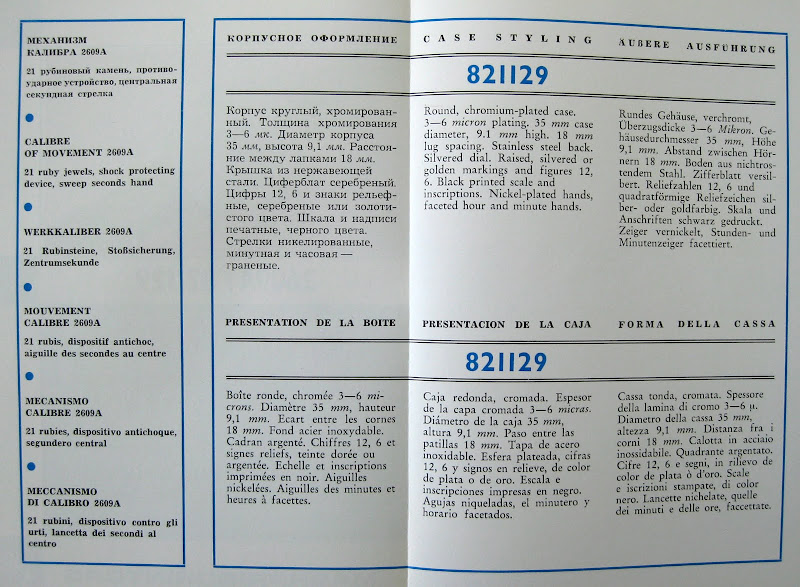 МЕХАНИЗМ
КАЛИБРА 2609А
21 рубиновый камень, противо-
ударное устройство, центральная
секундная стрелка
CALIBRE
OF MOVEMENT 2609A
21 ruby jewels, shock protecting
device, sweep seconds hand
WERKKALIBER 2609A
21 Rubinsteine, Stoßsicherung,
Zentrumsekunde
MOUVEMENT
CALIBRE 2609A
21 rubis, dispositif antichoc,
aiguille des secondes au centre
MECANISMO
CALIBRE 2609A
21 rubies, dispositivo antichoque,
segundero central
MECCANISMO
DI CALIBRO 2609A
21 rubini, dispositivo contro gli
urti, lancetta dei secondi al
centro
КОРПУСНОЕ ОФОРМЛЕНИЕ
CASE STYLING
ÄUßERE AUSFÜHRUNG
821129
Корпус круглый, хромирован-
ный. Толщина хромирования
3—6 мк. Диаметр корпуса
35 мм, высота 9,1 мм. Расстоя-
ние между лапками 18 мм.
Крышка из нержавеющей
стали. Циферблат серебреный.
Цифры 12, 6 и знаки рельеф-
ные, серебреные или золоти-
стого цвета. Шкала и надписи
печатные, черного цвета.
Стрелки никелированные,
минутная и часовая —
граненые.
Round, chromium-plated case.
3—6 micron plating. 35 mm case
diameter, 9.1 mm high. 18 mm
lug spacing. Stainless steel back.
Silvered dial. Raised, silvered or
golden markings and figures 12,
6. Black printed scale and
inscriptions. Nickel-plated hands,
faceted hour and minute hands.
Rundes Gehäuse, verchromt,
Überzugsdicke 3—6 Mikron. Ge-
häusedurchmesser 35 mm, Höhe
9,1 mm. Abstand zwischen Hör-
nern 18 mm. Boden aus nichtros-
tendem Stahl. Zifferblatt versil-
bert. Reliefzahlen 12, 6 und
quadratförmige Reliefzeichen sil-
ber- oder goldfarbig. Skala und
Anschriften schwarz gedruckt.
Zeiger vernickelt, Stunden- und
Minutenzeiger facettiert.
PRESENTATION DE LA BOITE
PRESENTACION DE LA CAJA
FORMA DELLA CASSA
821129
Boîte ronde, chromée 3—6 mi-
crons. Diamètre 35 mm, hauteur
9,1 mm. Ecart entre les cornes
18 mm. Fond acier inoxydable.
Cadran argenté. Chiffres 12, 6 et
signes reliefs, teinte dorée ou
argentée. Echelle et inscriptions
imprimées en noir. Aiguilles
nickelées. Aiguilles des minutes et
heures à facettes.
Caja redonda, cromada. Espesor
de la capa cromada 3—6 micras.
Diámetro de la caja 35 mm,
altura 9,1 mm. Paso entre las
patillas 18 mm. Tapa de acero
inoxidable. Esfera plateada, cifras
12, 6 y signos en relieve, de color
de plata o de oro. Escala e
inscripciones impresas en negro.
Agujas niqueladas, el minutero y
horario facetados.
Cassa tonda, cromata. Spessore
della lamina di cromo 3—6 μ.
Diametro della cassa 35 mm,
altezza 9,1 mm. Distanza fra i
corni 18 mm. Calotta in acciaio
inossidabile. Quadrante argentato.
Cifre 12, 6 e segni, in rilievo de
color de plata ò d'oro. Scale
e iscrizioni stampate, di color
nero. Lancette nichelate, quelle
dei minuti e delle ore, faccettate.